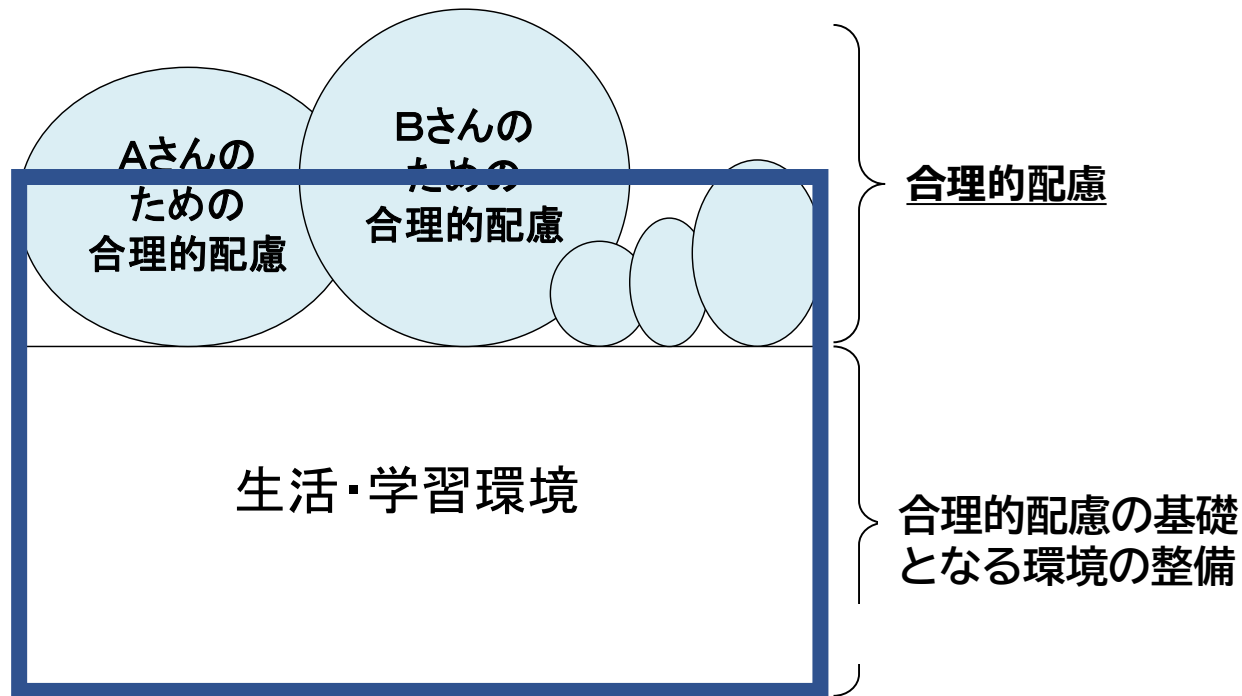 Aさんの
ための
合理的配慮
Bさんの
ための
合理的配慮
合理的配慮
生活・学習環境
合理的配慮の基礎
となる環境の整備